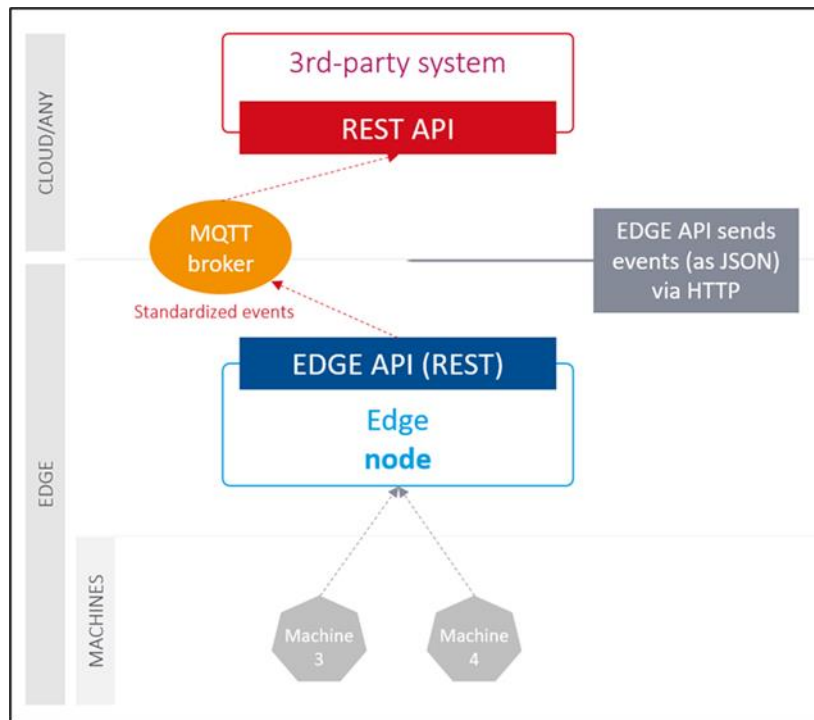 CLOUD/ANY
3rd-party system
REST API
MQTT
broker
EDGE API sends
events (as JSON)
via HTTP
Standardized events
EDGE API (REST)
Edge
node
EDGE
MACHINES
Machine
3
Machine
4